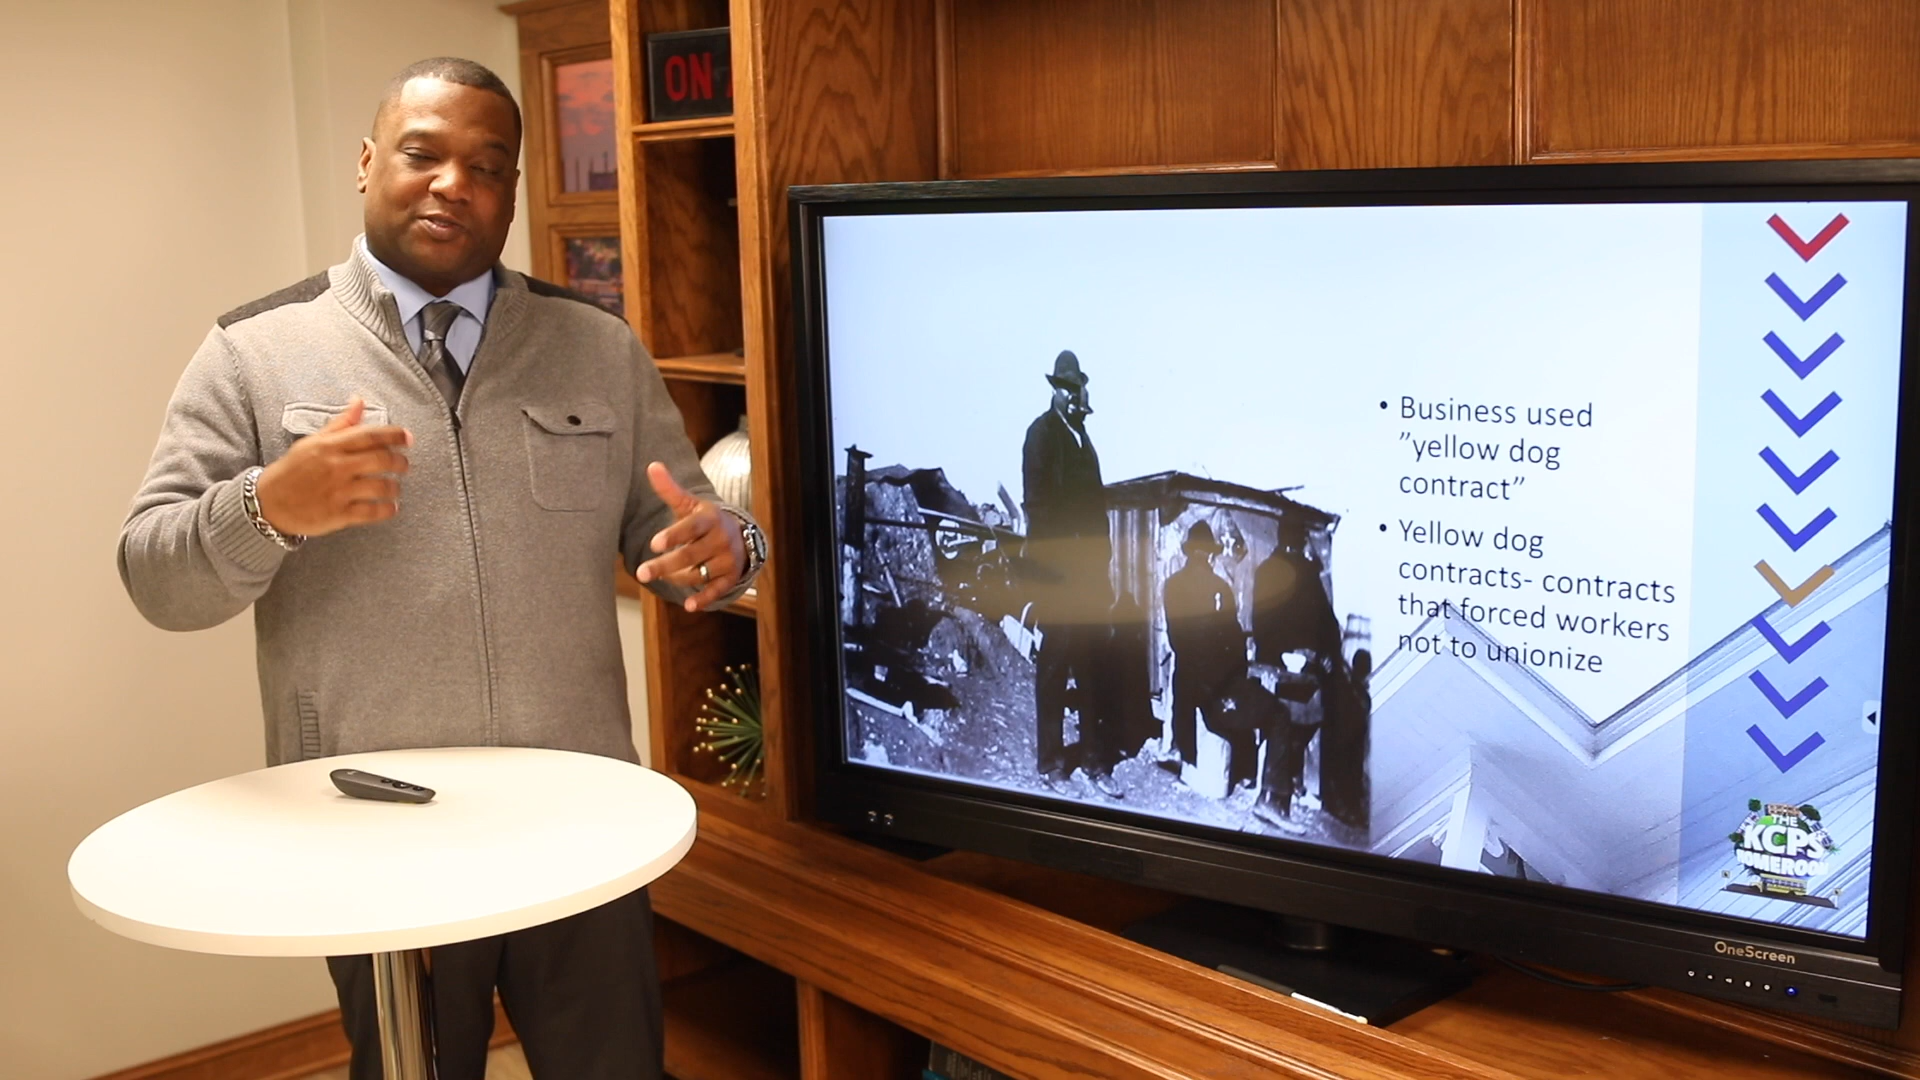 ON
• Business used
”yellow dog
contract”
• Yellow dog
contracts- contracts
that forced workers
not to unionize
THE
KCPS
HOMEROOM
OneScreen